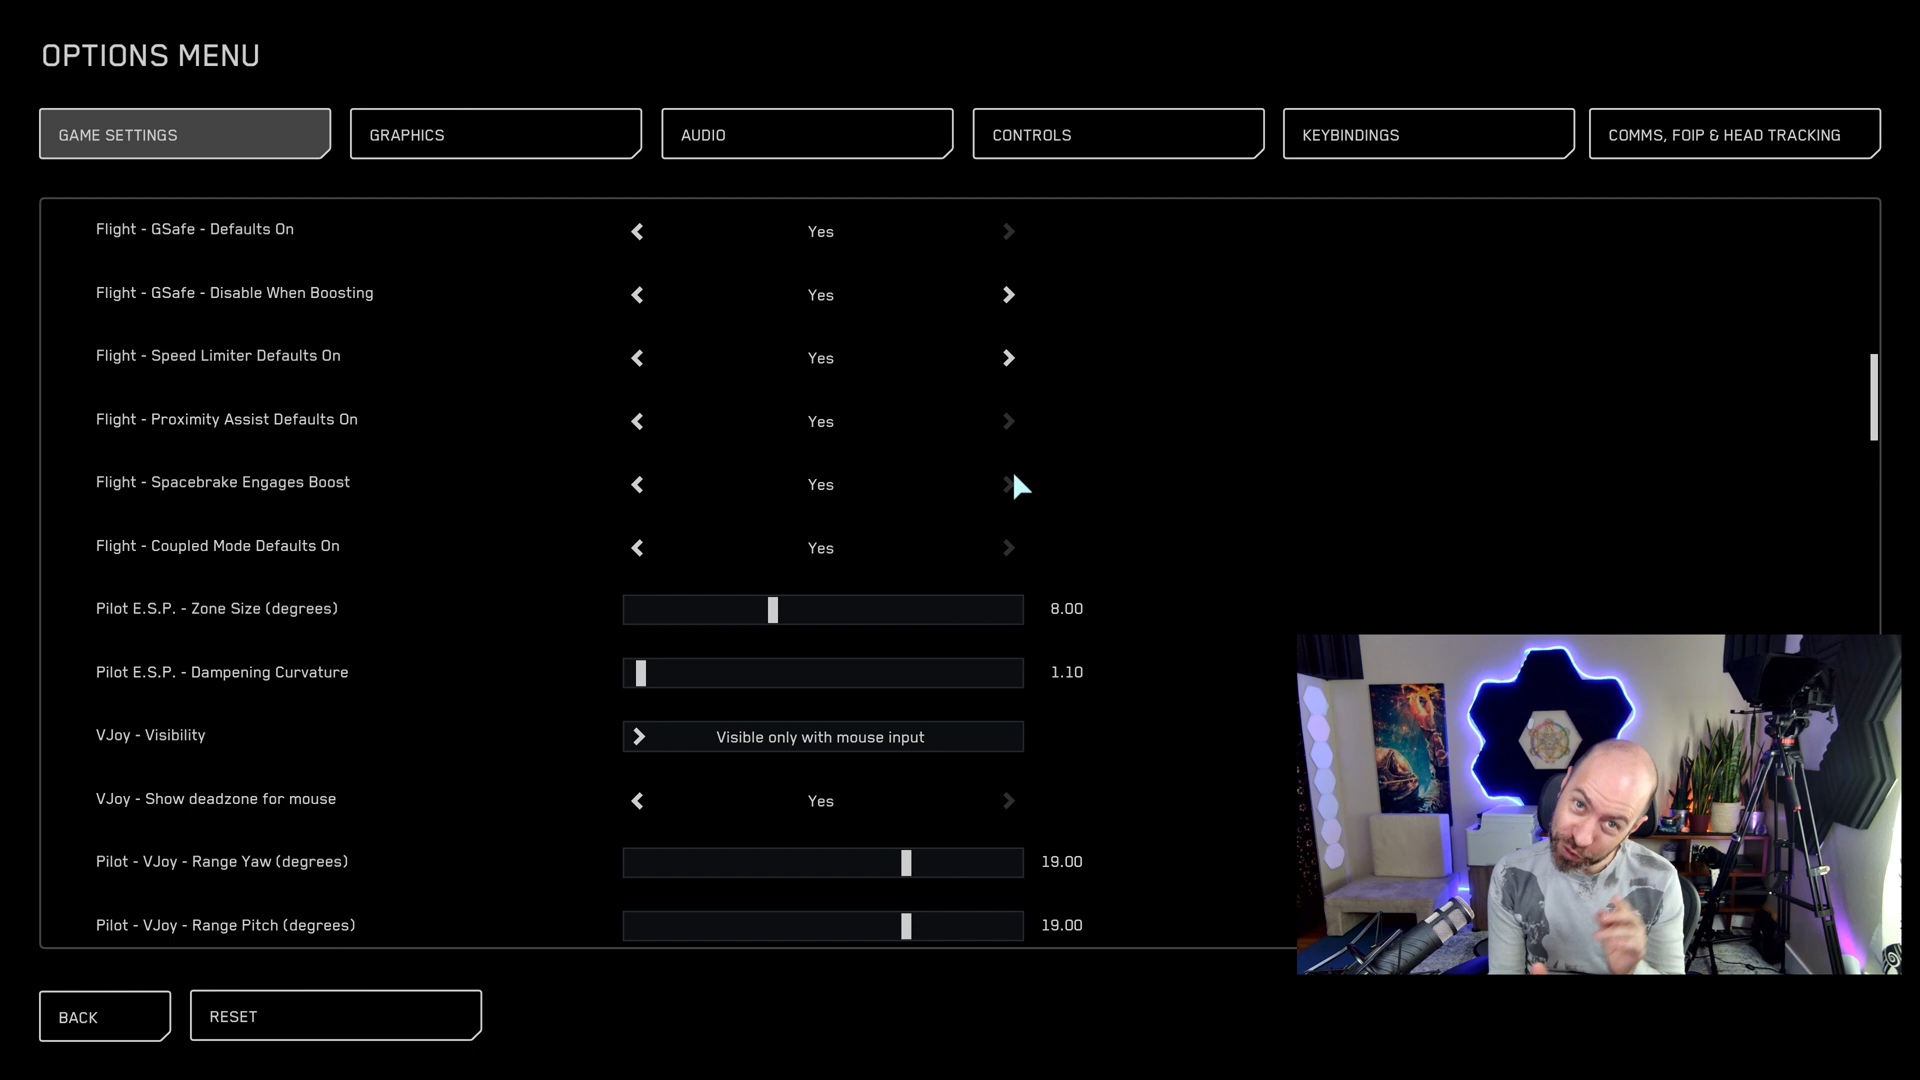 OPTIONS MENU
GAME SETTINGS
GRAPHICS
AUDIO
CONTROLS
KEYBINDINGS
COMMS, FOIP & HEAD TRACKING
Flight - GSafe - Defaults On
Yes
Flight - GSafe - Disable When Boosting
Yes
Flight - Speed Limiter Defaults On
Yes
Flight - Proximity Assist Defaults On
Yes
Flight - Spacebrake Engages Boost
Yes
Flight - Coupled Mode Defaults On
Yes
Pilot E.S.P. - Zone Size (degrees)
8.00
Pilot E.S.P. - Dampening Curvature
1.10
VJoy - Visibility
Visible only with mouse input
VJoy - Show deadzone for mouse
Yes
Pilot - VJoy - Range Yaw (degrees)
19.00
Pilot - VJoy - Range Pitch (degrees)
19.00
BACK
RESET